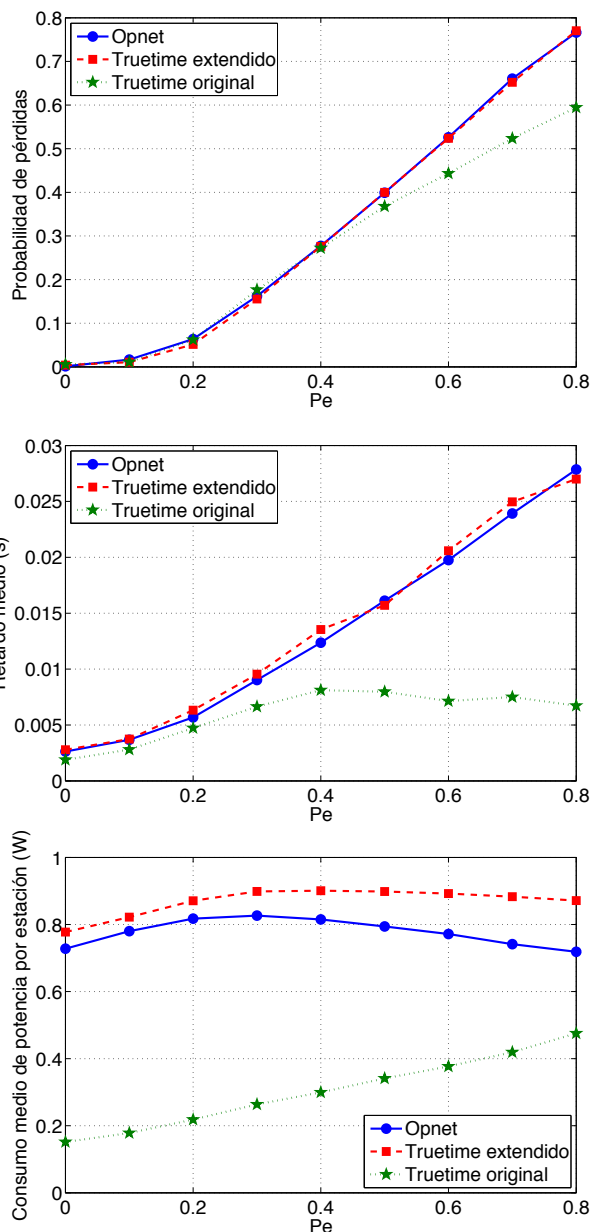 Probabilidad de pérdidas
0.8
0.7
0.6
0.5
0.4
0.3
0.2
0.1
0
Opnet
Truetime extendido
Truetime original
0 0.2 0.4 0.6 0.8
Pe
medio (s)
0.03
0.025
0.02
0.015
0.01
0.005
0
Opnet
Truetime extendido
Truetime original
0 0.2 0.4 0.6 0.8
Pe
Consumo medio de potencia por estación (W)
1
0.8
0.6
0.4
0.2
0
Opnet
Truetime extendido
Truetime original
0 0.2 0.4 0.6 0.8
Pe